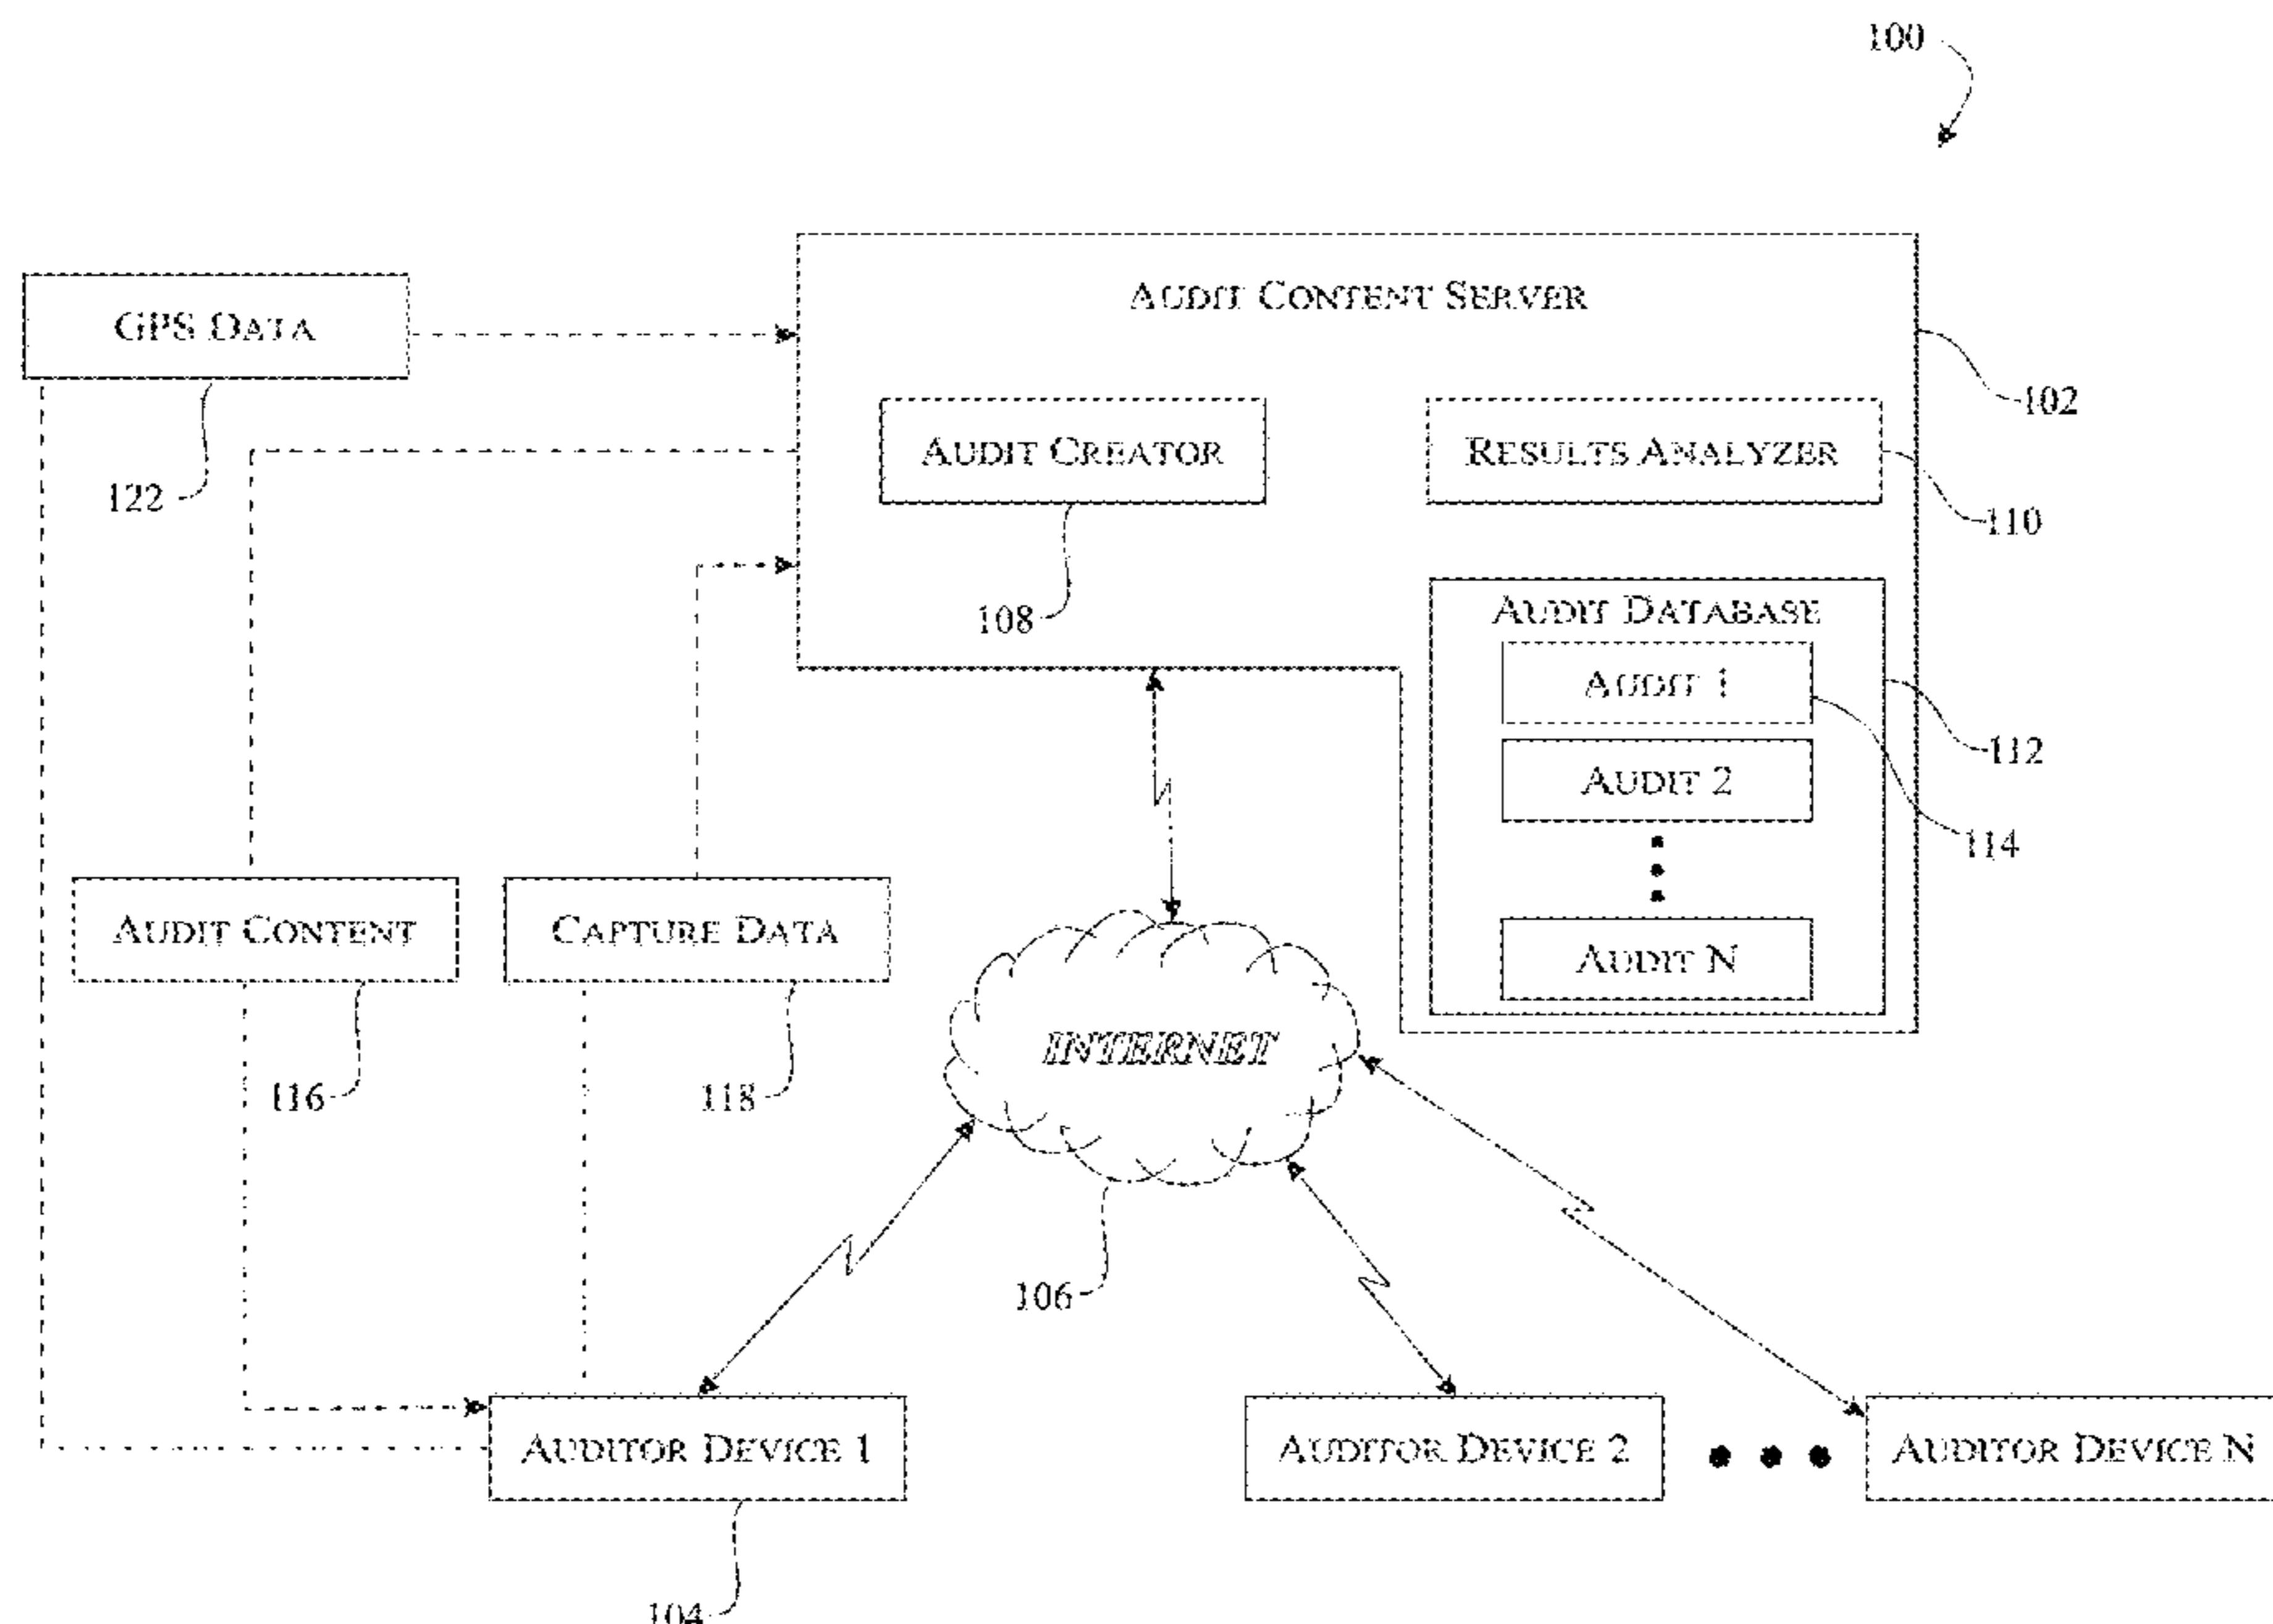 100
AUDIT CONTENT SERVER
GPS DATA
102
AUDIT CREATOR
RESULTS ANALYZER
122
110
108
AUDIT DATABASE
AUDIT 1
112
AUDIT 2
114
AUDIT CONTENT
CAPTURE DATA
AUDIT N
INTERNET
116
118
106
AUDITOR DEVICE 1
AUDITOR DEVICE 2
AUDITOR DEVICE N
104